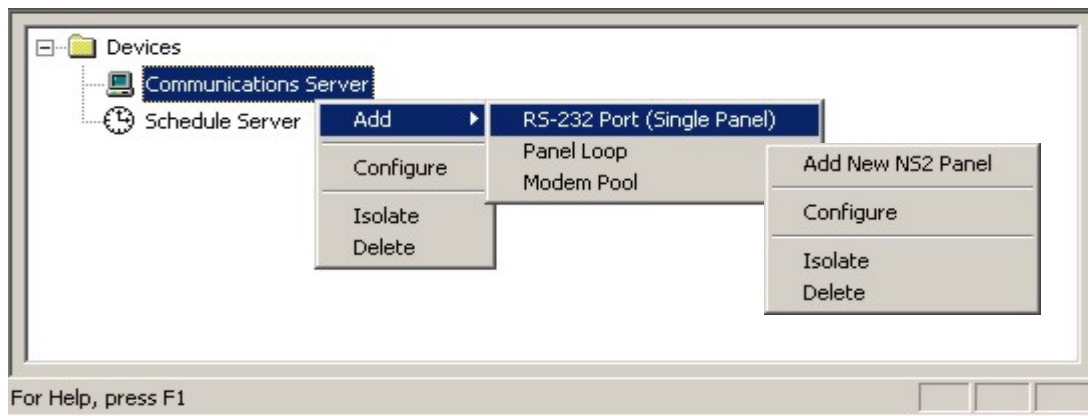 Devices
Communications Server
Schedule Server
Add
Configure
Isolate
Delete
RS-232 Port (Single Panel)
Panel Loop
Modem Pool
Add New NS2 Panel
Configure
Isolate
Delete
For Help, press F1